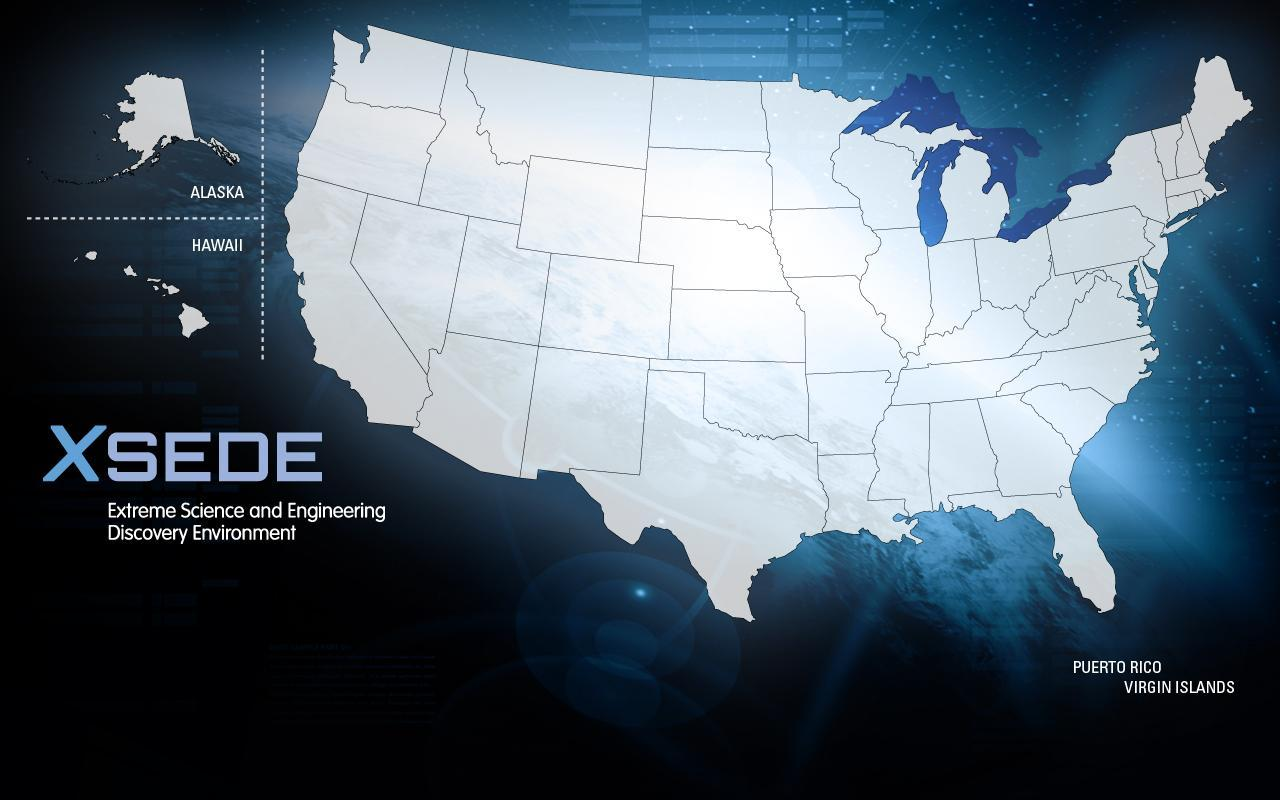 ALASKA
HAWAII
XSEDE
Extreme Science and Engineering
Discovery Environment
PUERTO RICO
VIRGIN ISLANDS